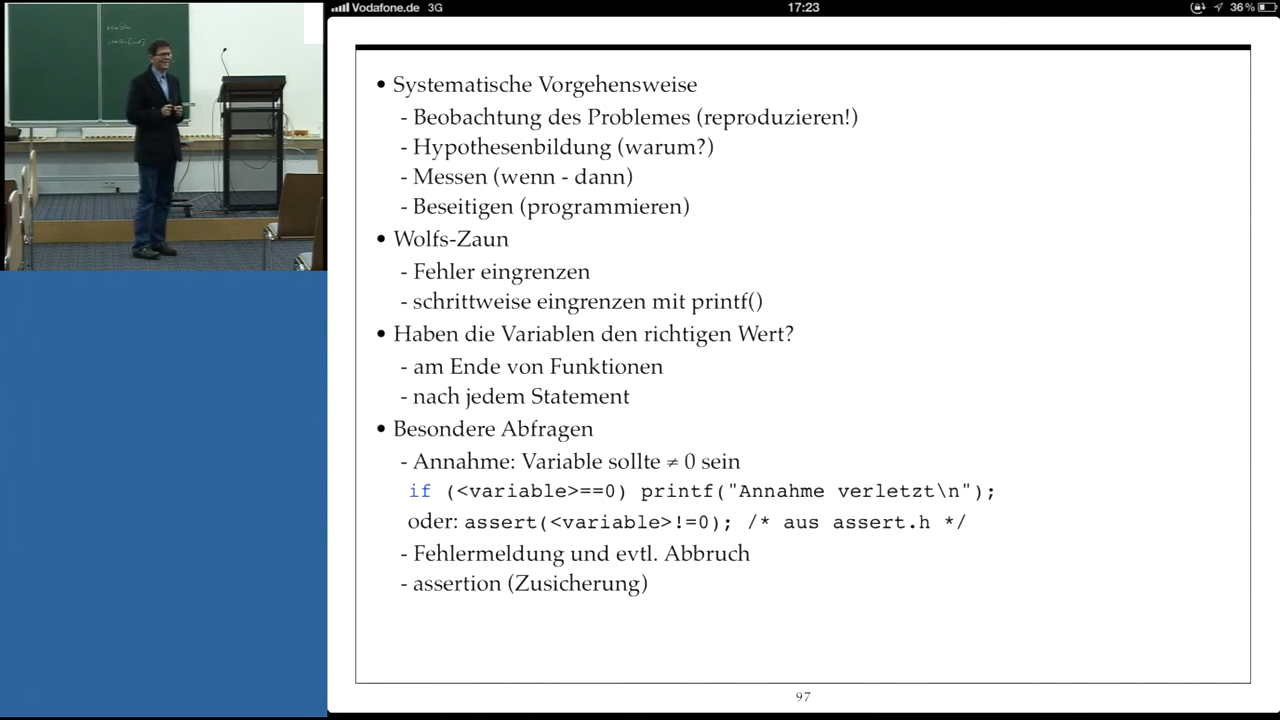 Vodafone.de 3G 17:23 36%
• Systematische Vorgehensweise
- Beobachtung des Problemes (reproduzieren!)
- Hypothesenbildung (warum?)
- Messen (wenn - dann)
- Beseitigen (programmieren)
• Wolfs-Zaun
- Fehler eingrenzen
- schrittweise eingrenzen mit printf()
• Haben die Variablen den richtigen Wert?
- am Ende von Funktionen
- nach jedem Statement
• Besondere Abfragen
- Annahme: Variable sollte ≠ 0 sein
if (<variable>==0) printf("Annahme verletzt\n");
oder: assert(<variable>!=0); /* aus assert.h */
- Fehlermeldung und evtl. Abbruch
- assertion (Zusicherung)
97